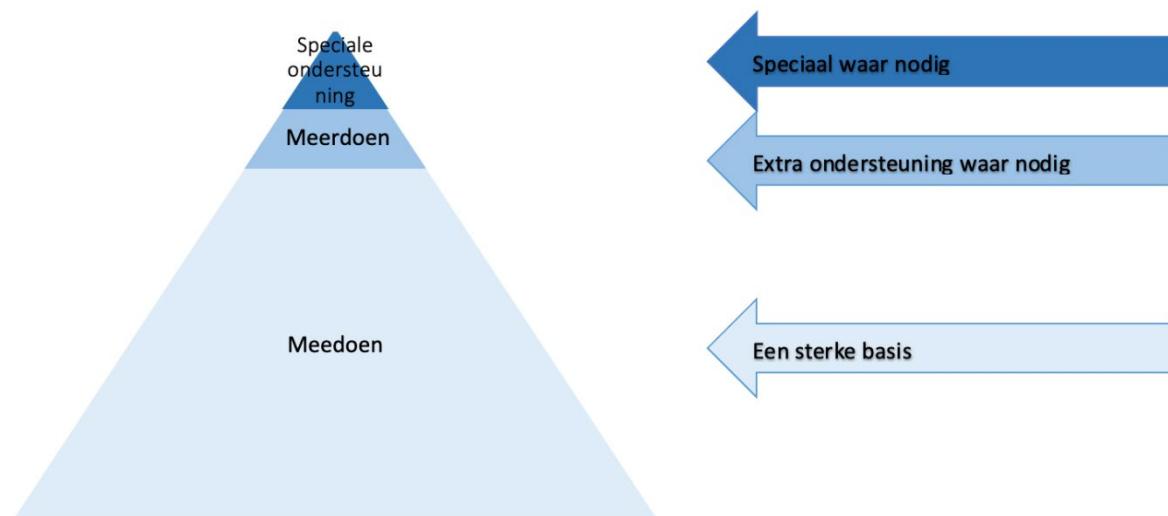 Speciale
ondersteu
ning
Speciaal waar nodig
Meerdoen
Extra ondersteuning waar nodig
Meedoen
Een sterke basis